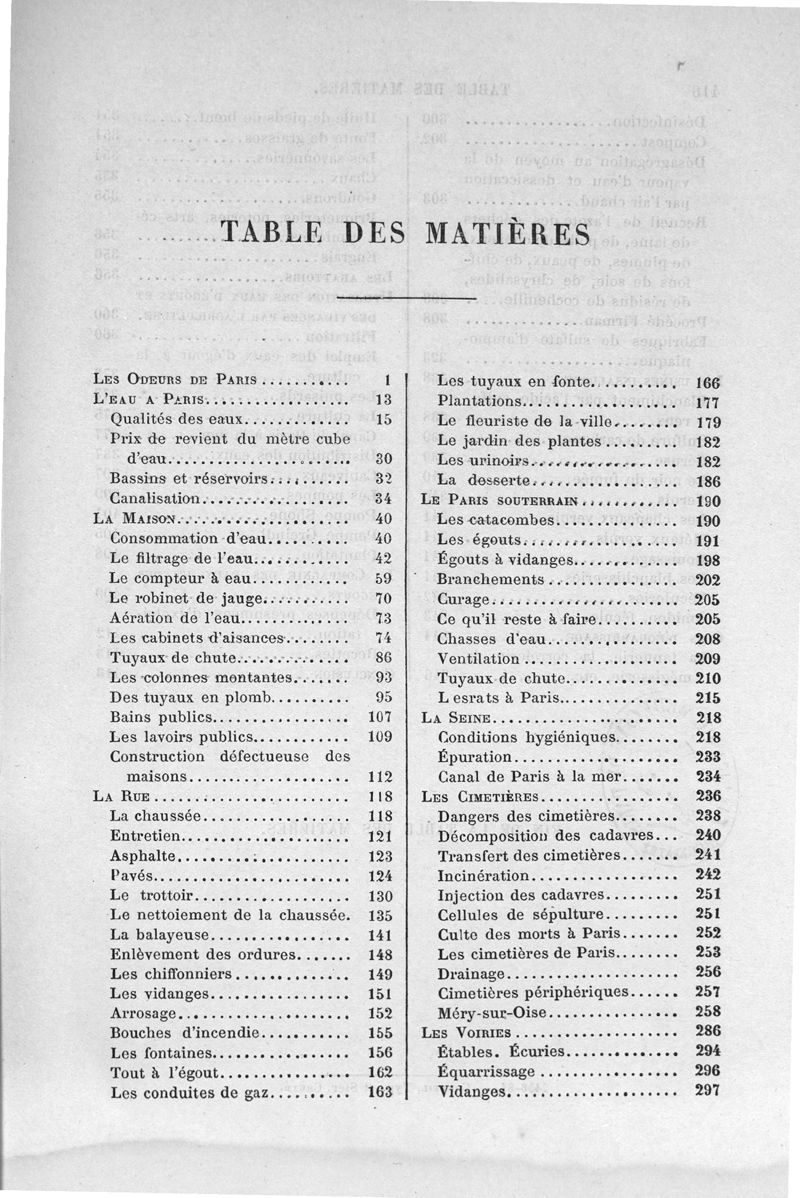 TABLE DES MATIÈRES
LES ODEURS DE PARIS ........... 1
L'EAU A PARIS.................. 13
Qualités des eaux............. 15
Prix de revient du mètre cube
d'eau....................... 30
Bassins et réservoirs......... 32
Canalisation.................. 34
LA MAISON...................... 40
Consommation d'eau........... 40
Le filtrage de l'eau............ 42
Le compteur à eau............. 59
Le robinet de jauge........... 70
Aération de l'eau.............. 73
Les cabinets d'aisances........ 74
Tuyaux de chute.............. 86
Les colonnes montantes....... 93
Des tuyaux en plomb.......... 95
Bains publics................. 107
Les lavoirs publics............ 109
Construction défectueuse des
maisons.................... 112
LA RUE ......................... 118
La chaussée................... 118
Entretien..................... 121
Asphalte...................... 123
Pavés......................... 124
Le trottoir.................... 130
Le nettoiement de la chaussée. 135
La balayeuse.................. 141
Enlèvement des ordures....... 148
Les chiffonniers .............. 149
Les vidanges.................. 151
Arrosage...................... 152
Bouches d'incendie............ 155
Les fontaines.................. 156
Tout à l'égout................. 162
Les conduites de gaz.......... 163
Les tuyaux en fonte........... 166
Plantations.................... 177
Le fleuriste de la ville........ 179
Le jardin des plantes ......... 182
Les urinoirs................... 182
La desserte................... 186
LE PARIS SOUTERRAIN ............ 190
Les catacombes................ 190
Les égouts.................... 191
Égouts à vidanges............. 198
Branchements ................ 202
Curage........................ 205
Ce qu'il reste à faire.......... 205
Chasses d'eau................. 208
Ventilation ................... 209
Tuyaux de chute.............. 210
L esrats à Paris............... 215
LA SEINE........................ 218
Conditions hygiéniques........ 218
Épuration..................... 233
Canal de Paris à la mer....... 234
LES CIMETIÈRES.................. 236
Dangers des cimetières........ 238
Décomposition des cadavres... 240
Transfert des cimetières....... 241
Incinération................... 242
Injection des cadavres......... 251
Cellules de sépulture......... 251
Culte des morts à Paris....... 252
Les cimetières de Paris........ 253
Drainage...................... 256
Cimetières périphériques...... 257
Méry-sur-Oise................. 258
LES VOIRIES .................... 286
Étables. Écuries............... 294
Équarrissage .................. 296
Vidanges...................... 297